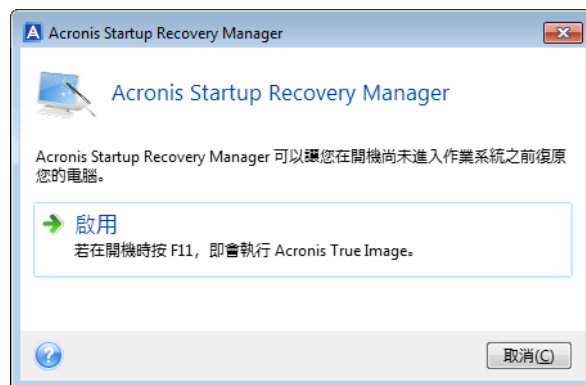 Acronis Startup Recovery Manager
Acronis Startup Recovery Manager
Acronis Startup Recovery Manager 可以讓您在開機尚未進入作業系統之前復原
您的電腦。
啟用
若在開機時按 F11，即會執行 Acronis True Image。
取消(C)